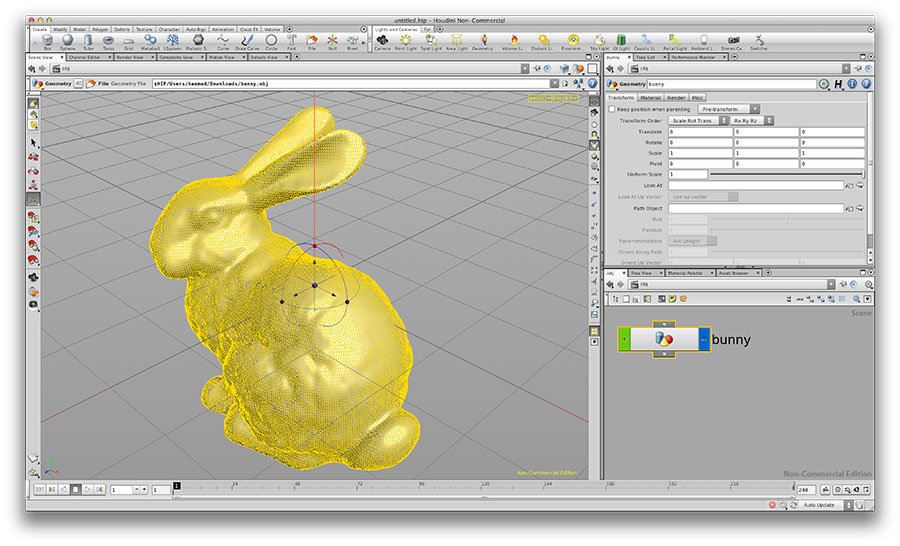 untitled.hip – Houdini Non-Commercial
Create Modify Model Polygon Deform Texture Character Auto Rigs Animation Cloud FX Volume
Lights and Cameras
Box Sphere Tube Torus Grid Metaball LSystem Platonic S... Curve Draw Curve Circle Font File Null Rivet
Camera Point Light Spot Light Area Light Geometry Volume Li... Distant Li... Environm... Sky Light GI Light Caustic Li... Portal Light Ambient L... Stereo Ca... Switcher
Scene View Channel Editor Render View Composite View Motion View Details View
bunny Take List Performance Monitor
obj
obj
Geometry File Geometry File $HIP/Users/hammed/Downloads/bunny.obj
Geometry bunny
Transform Material Render Misc
Keep position when parenting Pre-transform
Transform Order Scale Rot Trans Rx Ry Rz
Translate 0 0 0
Rotate 0 0 0
Scale 1 1 1
Pivot 0 0 0
Uniform Scale 1
Look At
Look At Up Vector Use up vector
Path Object
Roll 0
Position 0
Parameterization Arc Length
Orient Along Path
Orient Up Vector
/obj Tree View Material Palette Asset Browser
obj
Scene
bunny
Non-Commercial Edition
Non-Commercial Edition
1 1 1 24 48 72 96 120 144 168 192 216 2 240
Auto Update